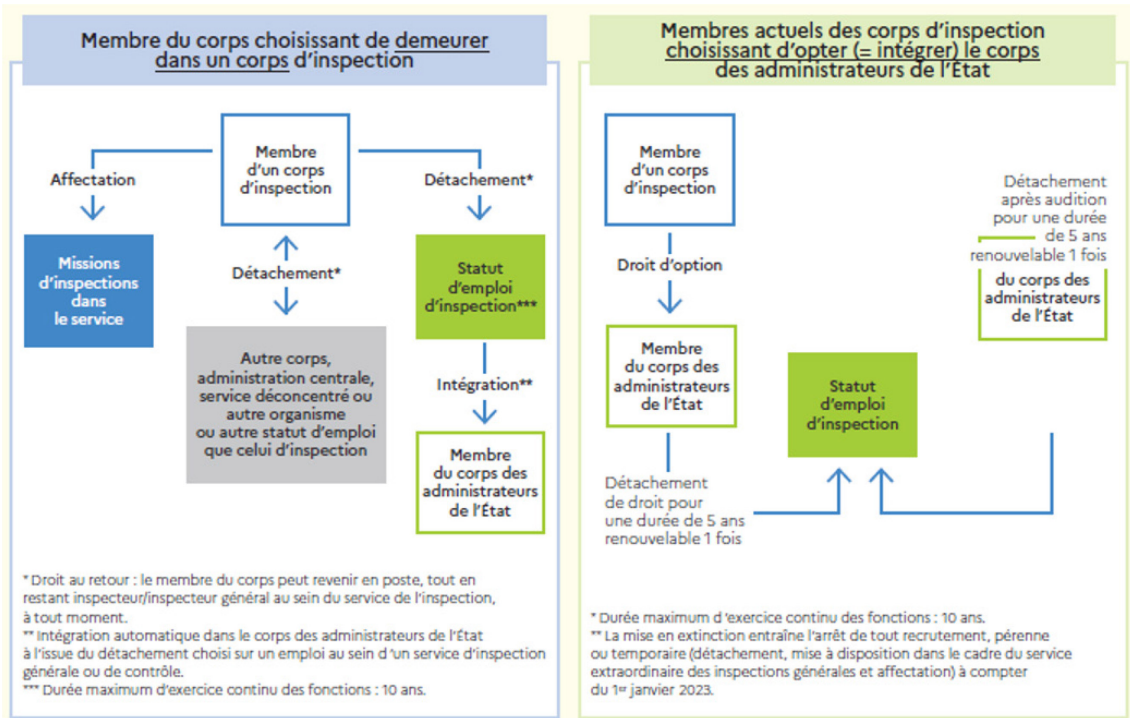 Membre du corps choisissant de demeurer
dans un corps d'inspection
Membre
d'un corps
d'inspection
Affectation
Détachement*
Missions
d'inspections
dans
le service
Détachement*
Statut
d'emploi
d'inspection***
Autre corps,
administration centrale,
service déconcentré ou
autre organisme
ou autre statut d'emploi
que celui d'inspection
Intégration**
Membre
du corps des
administrateurs
de l'État
* Droit au retour : le membre du corps peut revenir en poste, tout en
restant inspecteur/inspecteur général au sein du service de l'inspection,
à tout moment.
** Intégration automatique dans le corps des administrateurs de l'État
à l'issue du détachement choisi sur un emploi au sein d'un service d'inspection
générale ou de contrôle.
*** Durée maximum d'exercice continu des fonctions : 10 ans.
Membres actuels des corps d'inspection
choisissant d'opter (= intégrer) le corps
des administrateurs de l'État
Membre
d'un corps
d'inspection
Droit d'option
Membre
du corps des
administrateurs
de l'État
Détachement
de droit pour
une durée de 5 ans
renouvelable 1 fois
Statut
d'emploi
d'inspection
Détachement
après audition
pour une durée
de 5 ans
renouvelable 1 fois
du corps des
administrateurs
de l'État
* Durée maximum d'exercice continu des fonctions : 10 ans.
** La mise en extinction entraîne l'arrêt de tout recrutement, pérenne
ou temporaire (détachement, mise à disposition dans le cadre du service
extraordinaire des inspections générales et affectation) à compter
du 1er janvier 2023.